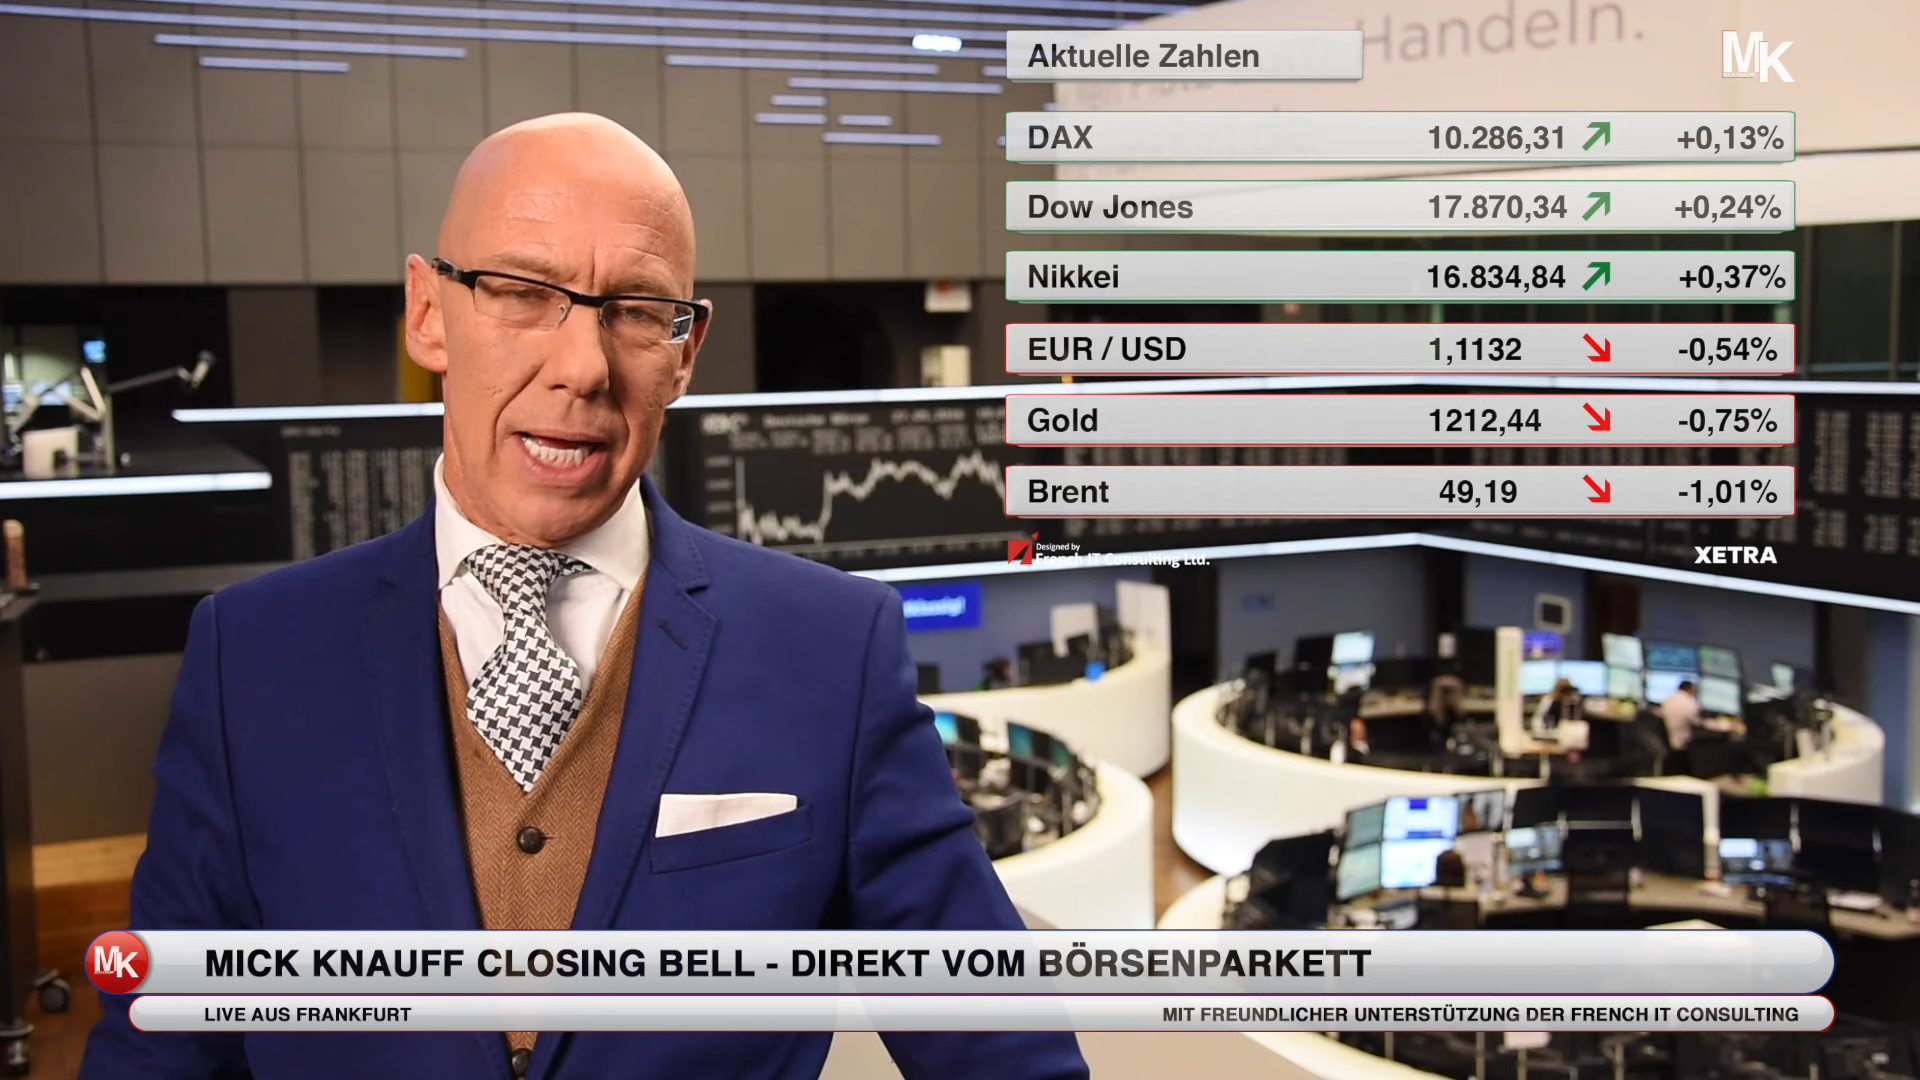 Handeln.
Aktuelle Zahlen
MK
DAX 10.286,31 +0,13%
Dow Jones 17.870,34 +0,24%
Nikkei 16.834,84 +0,37%
EUR / USD 1,1132 -0,54%
Gold 1212,44 -0,75%
Brent 49,19 -1,01%
Designed by
French IT Consulting Ltd.
XETRA
MK MICK KNAUFF CLOSING BELL - DIREKT VOM BÖRSENPARKETT
LIVE AUS FRANKFURT MIT FREUNDLICHER UNTERSTÜTZUNG DER FRENCH IT CONSULTING